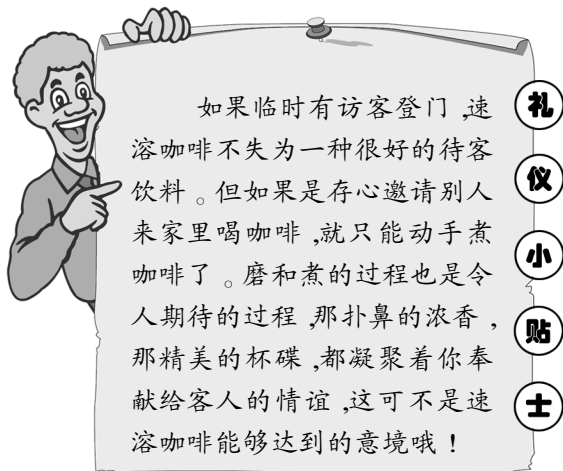 如果临时有访客登门,速
溶咖啡不失为一种很好的待客
饮料。但如果是存心邀请别人
来家里喝咖啡,就只能动手煮
咖啡了。磨和煮的过程也是令
人期待的过程,那扑鼻的浓香,
那精美的杯碟,都凝聚着你奉
献给客人的情谊,这可不是速
溶咖啡能够达到的意境哦!
礼
仪
小
贴
士